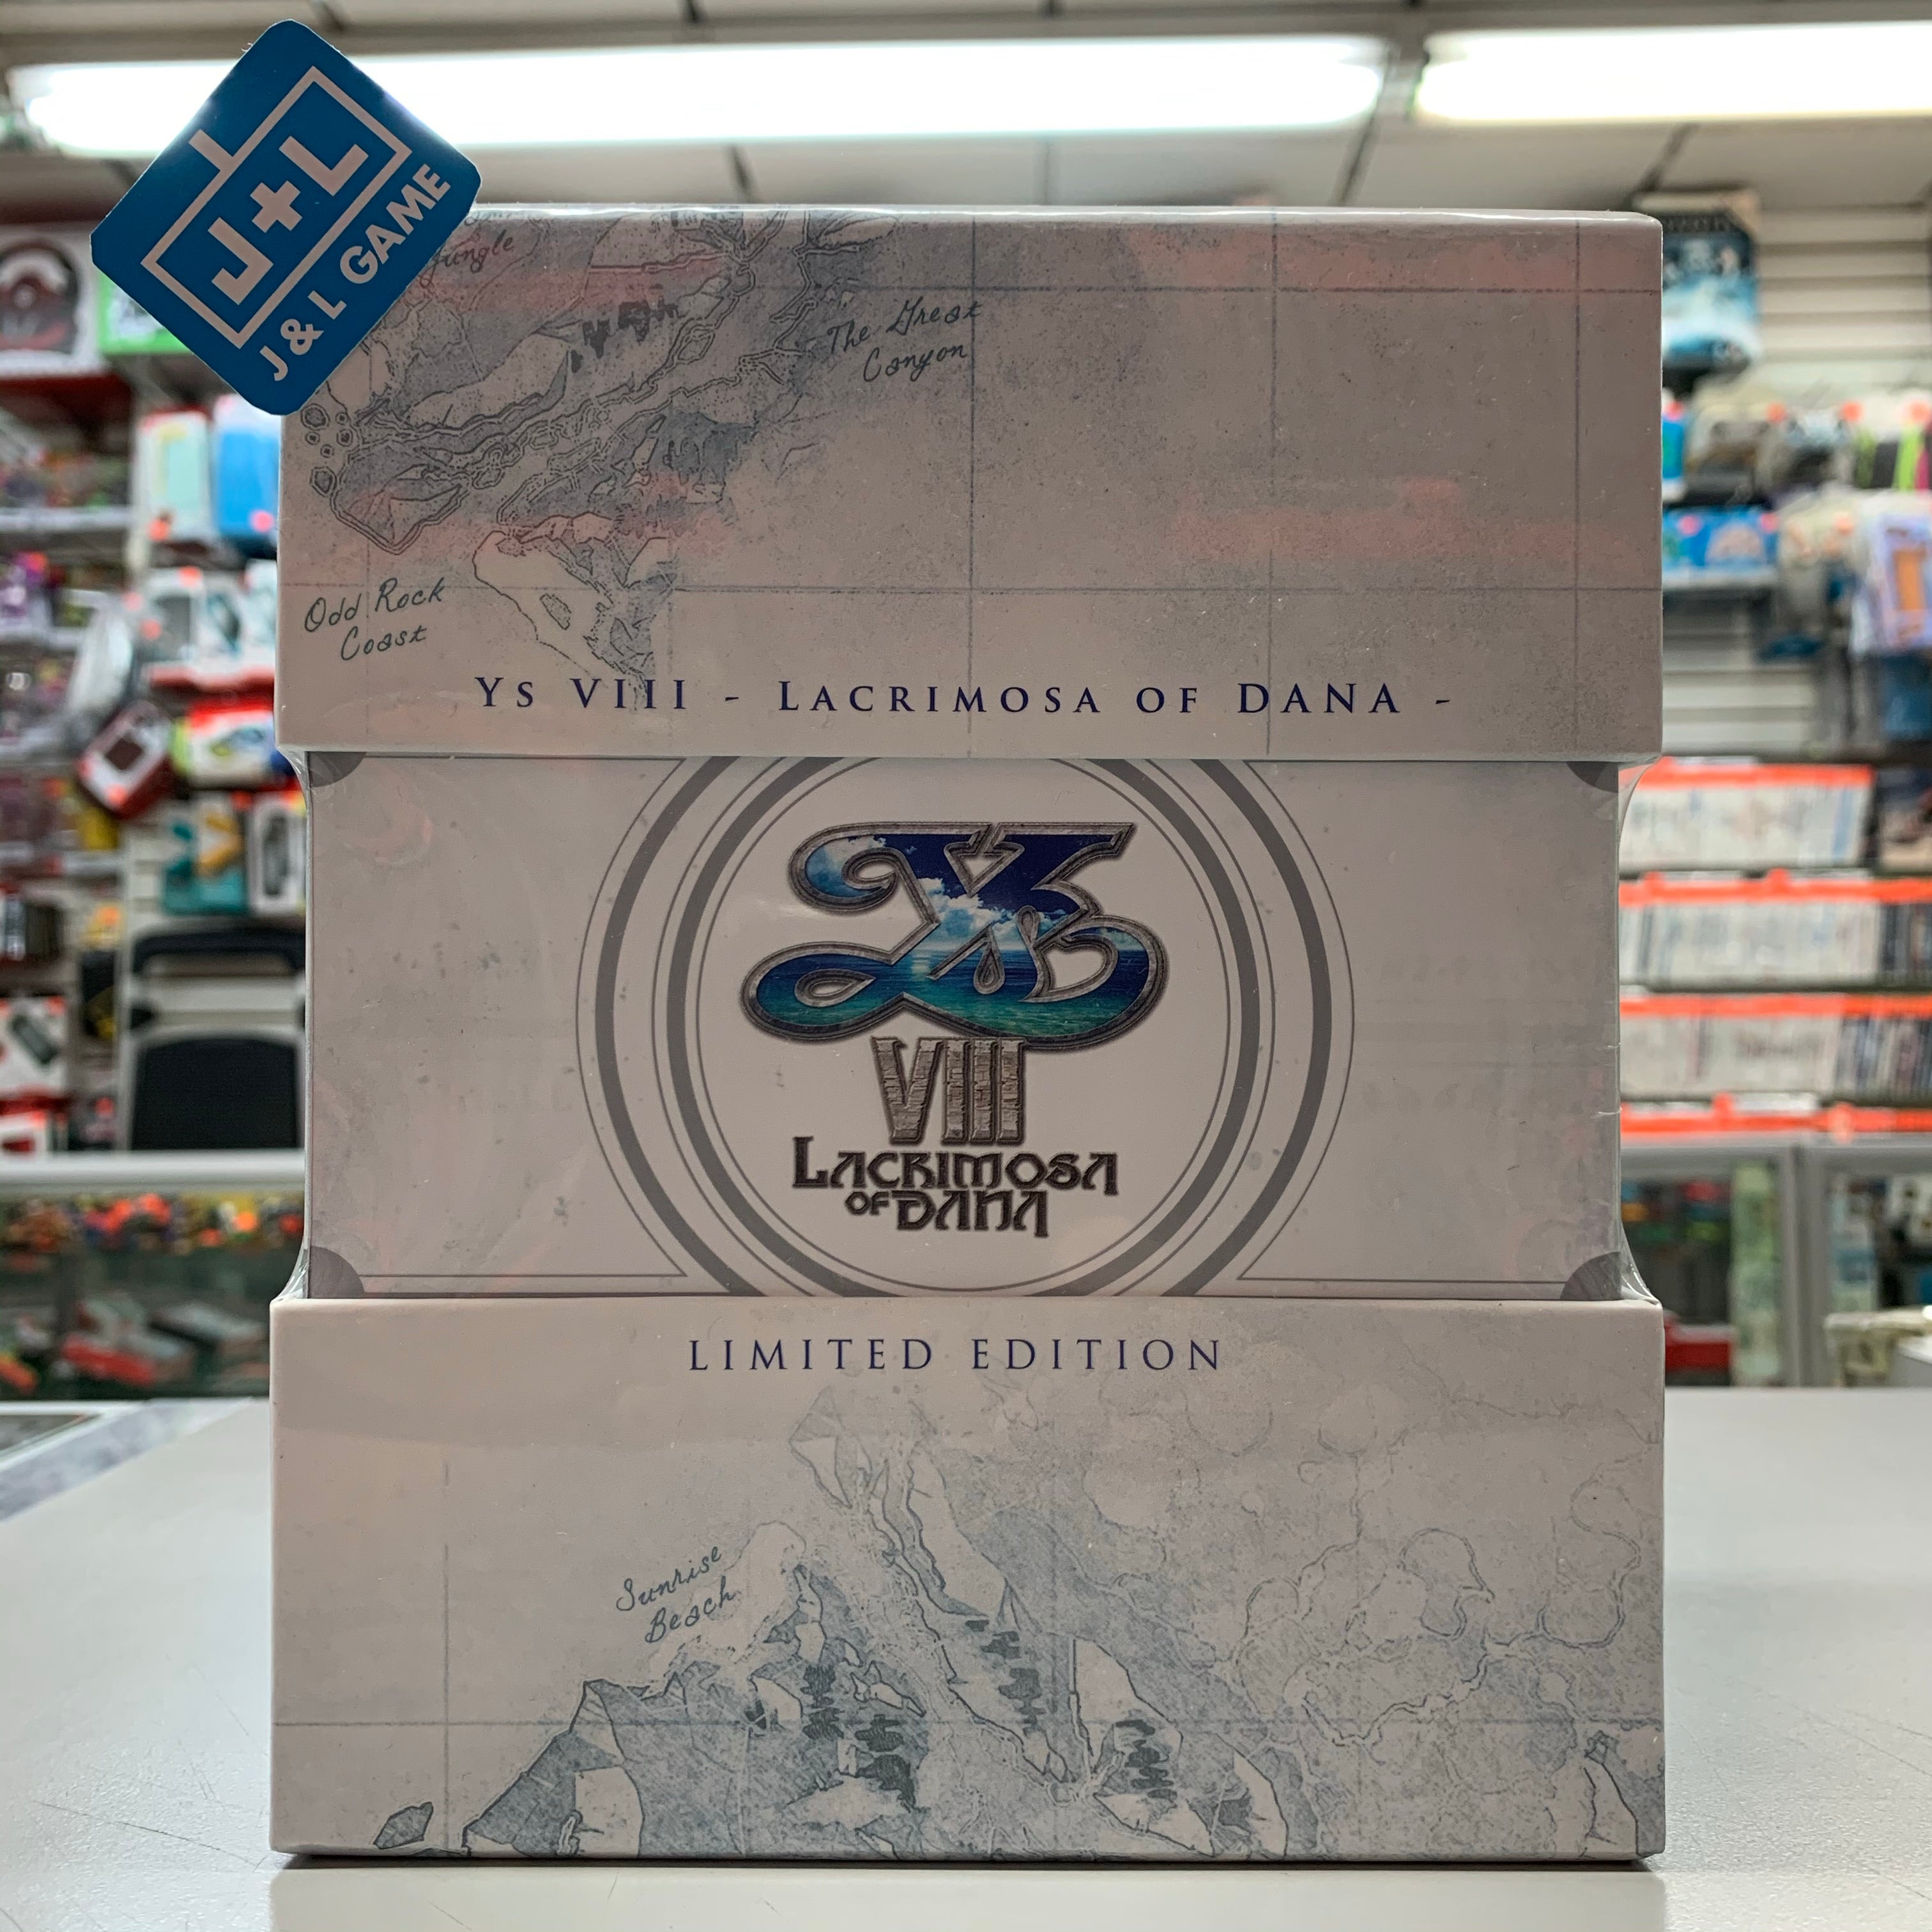 J+L
J & L GAME
Jungle
The Great
Canyon
Odd Rock
Coast
Ys VIII - Lacrimosa of DANA -
Ys
VIII
Lacrimosa
of Dana
LIMITED EDITION
Sunrise
Beach